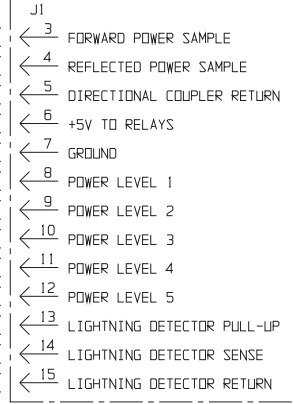 J1
3 FORWARD POWER SAMPLE
4 REFLECTED POWER SAMPLE
5 DIRECTIONAL COUPLER RETURN
6 +5V TO RELAYS
7 GROUND
8 POWER LEVEL 1
9 POWER LEVEL 2
10 POWER LEVEL 3
11 POWER LEVEL 4
12 POWER LEVEL 5
13 LIGHTNING DETECTOR PULL-UP
14 LIGHTNING DETECTOR SENSE
15 LIGHTNING DETECTOR RETURN